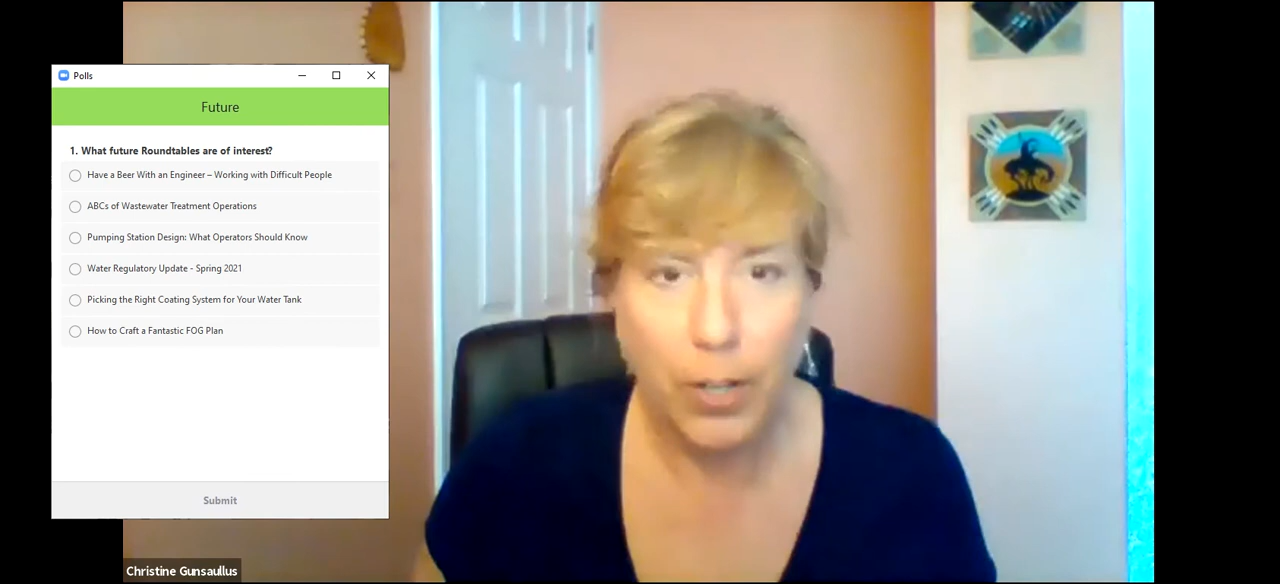 Polls
Future
1. What future Roundtables are of interest?
Have a Beer With an Engineer – Working with Difficult People
ABCs of Wastewater Treatment Operations
Pumping Station Design: What Operators Should Know
Water Regulatory Update - Spring 2021
Picking the Right Coating System for Your Water Tank
How to Craft a Fantastic FOG Plan
Submit
Christine Gunsaullus